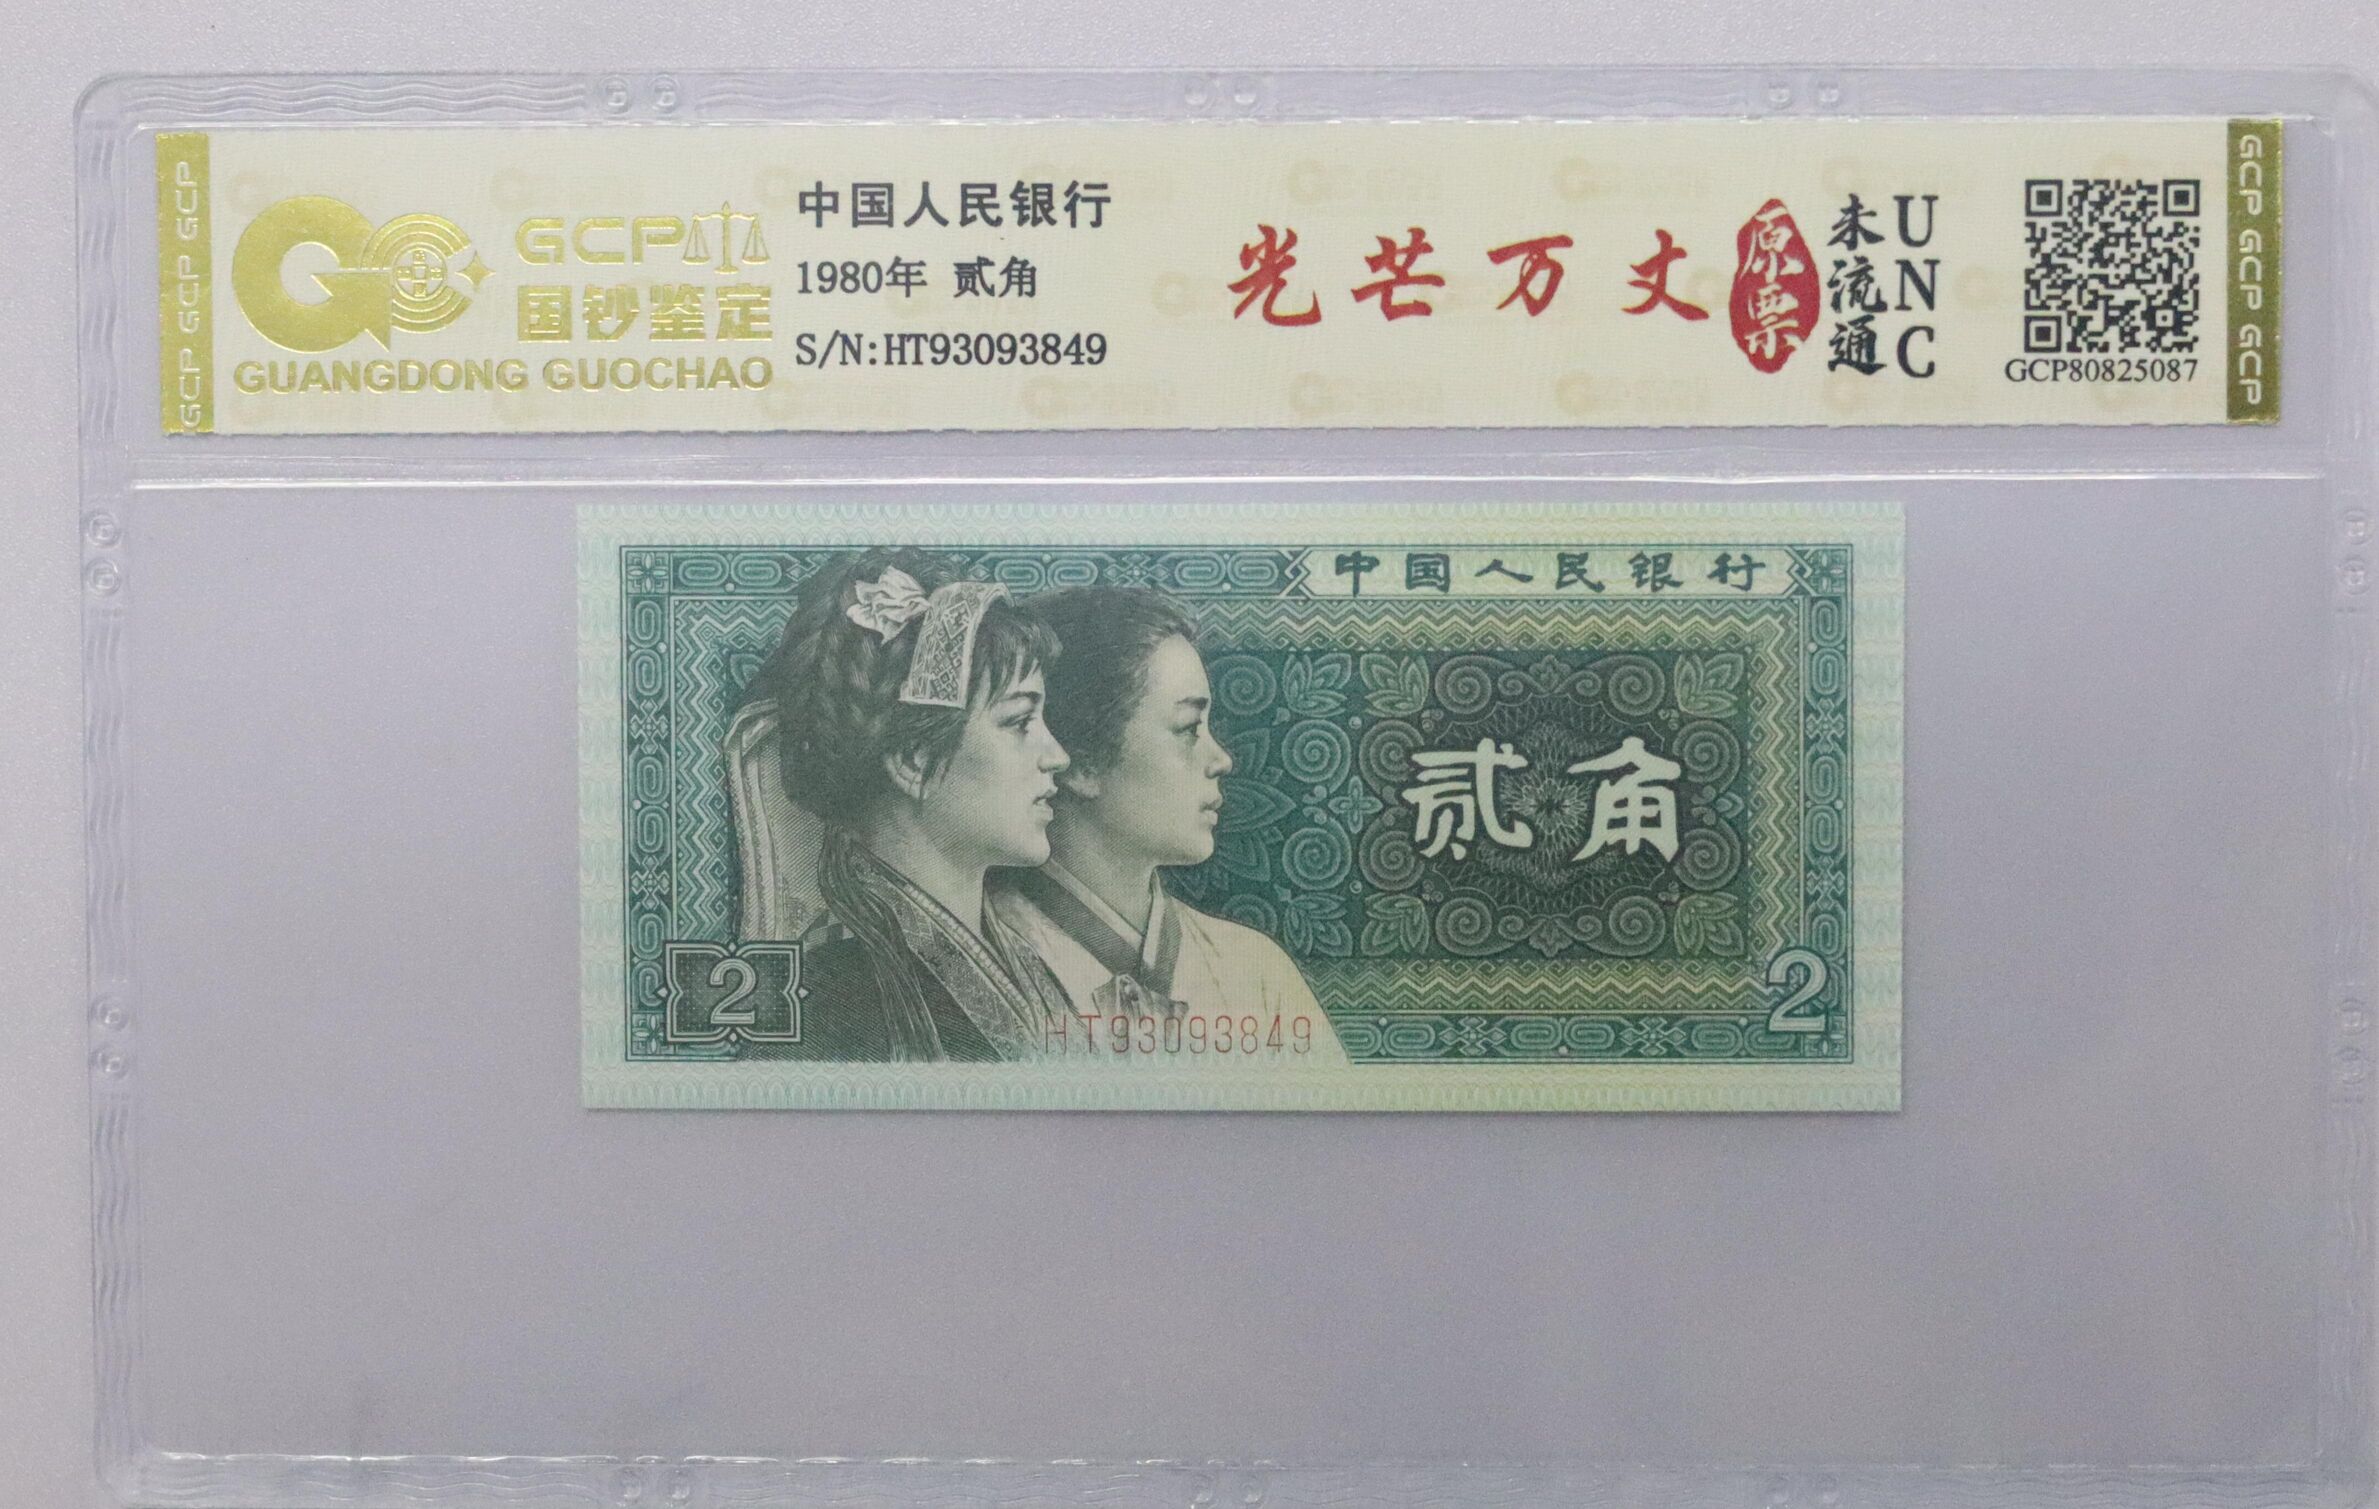 GCP GCP GCP
GCP
国钞鉴定
GUANGDONG GUOCHAO
中国人民银行
1980年 贰角
S/N:HT93093849
光芒万丈
原票
未流通
UNC
GCP80825087
GCP GCP GCP
中国人民银行
贰角
2
2
HT93093849